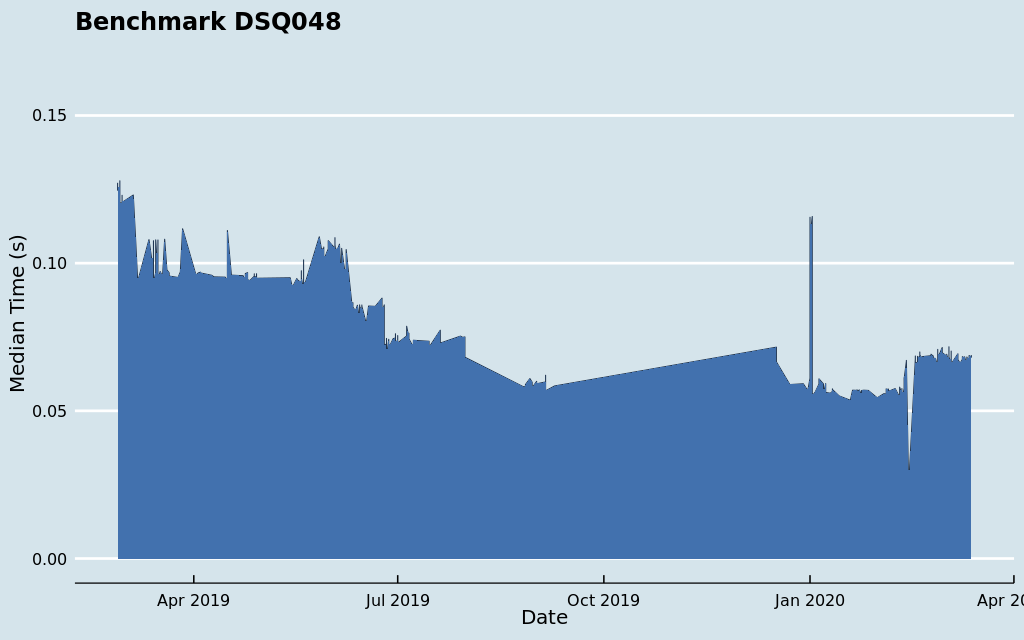 Benchmark DSQ048
0.15
0.10
0.05
0.00
Median Time (s)
Apr 2019
Jul 2019
Oct 2019
Jan 2020
Apr 20
Date